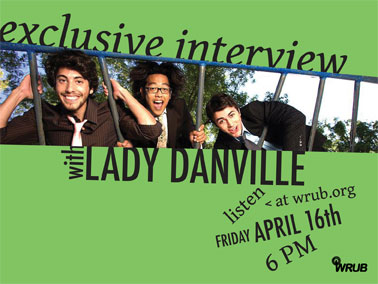 exclusive interview
with LADY DANVILLE
listen < at wrub.org
FRIDAY APRIL 16th
6 PM
WRUB